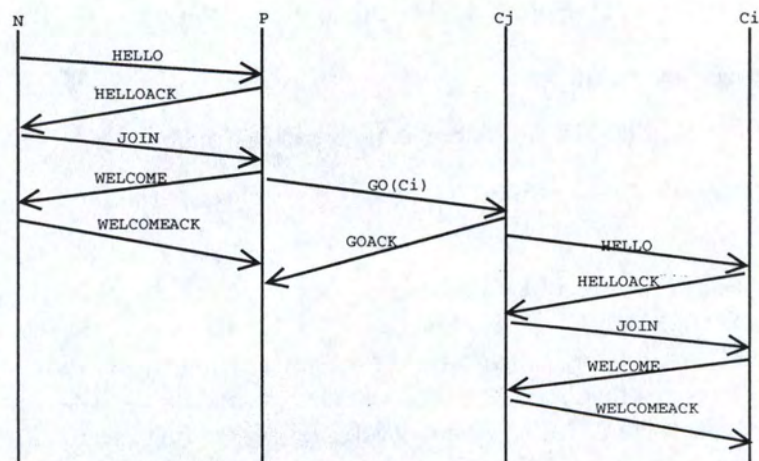 N P Cj Ci
HELLO
HELLOACK
JOIN
WELCOME
GO(Ci)
WELCOMEACK
GOACK
HELLO
HELLOACK
JOIN
WELCOME
WELCOMEACK